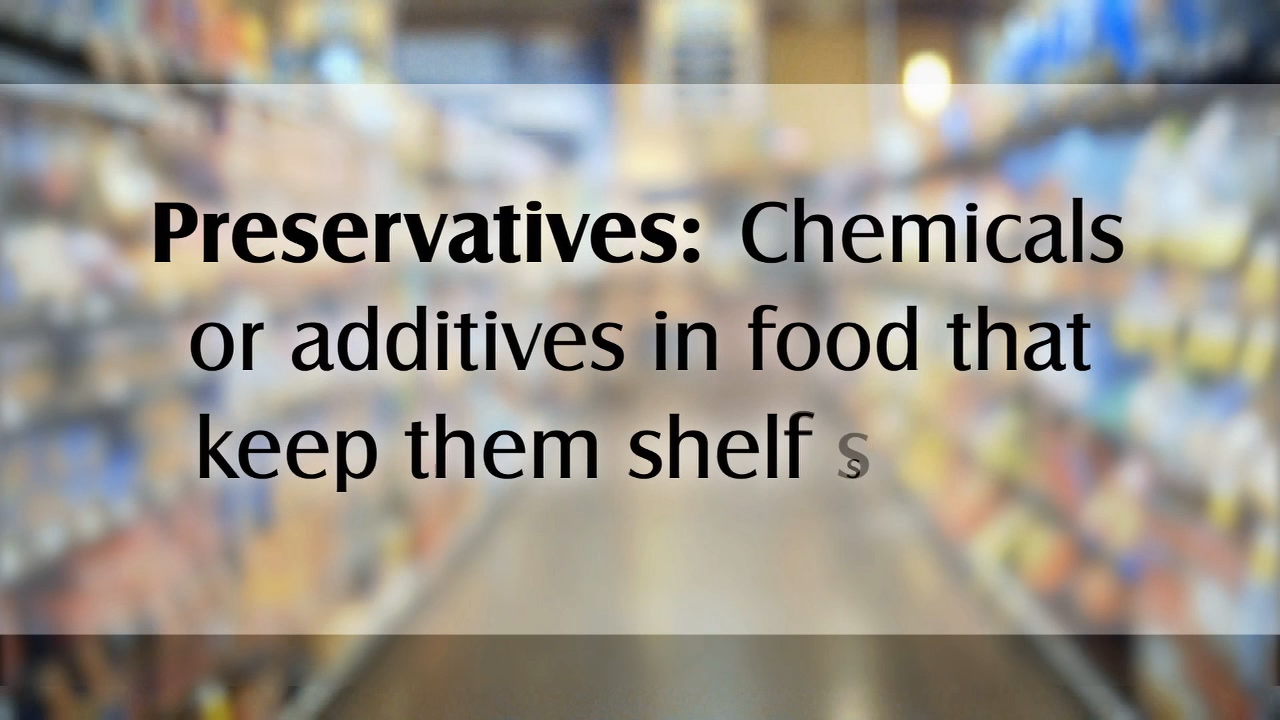 Preservatives: Chemicals
or additives in food that
keep them shelf s